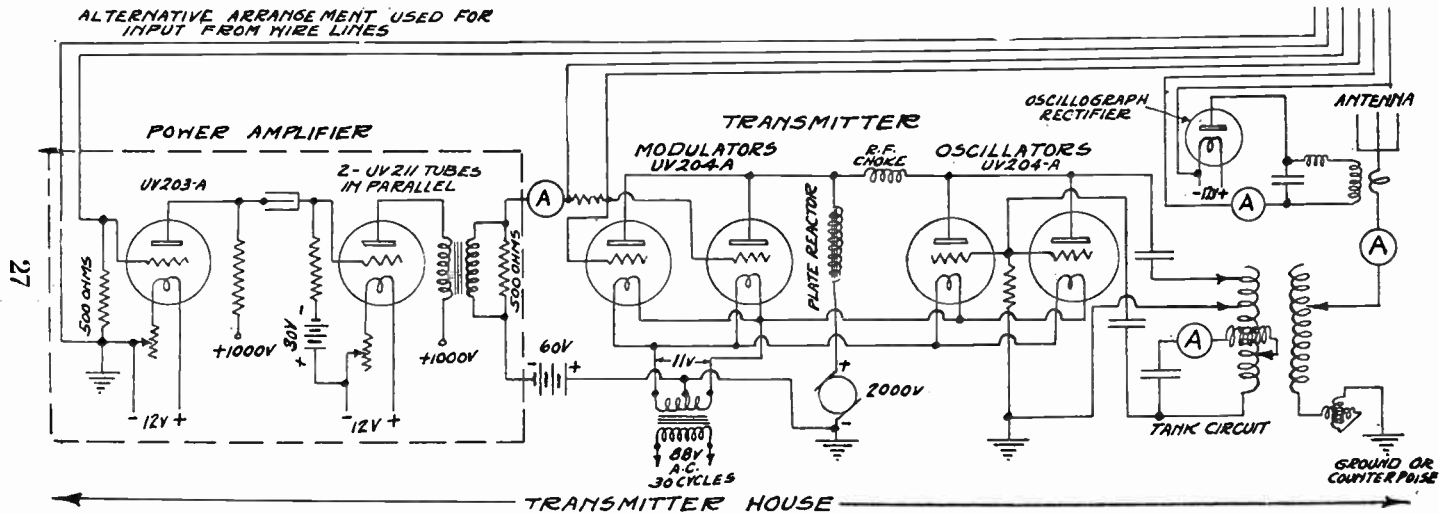 ALTERNATIVE ARRANGEMENT USED FOR
INPUT FROM WIRE LINES
POWER AMPLIFIER
TRANSMITTER
OSCILLOGRAPH
RECTIFIER
ANTENNA
MODULATORS
UV204-A
R.F.
CHOKE
OSCILLATORS
UV204-A
UV203-A
2-UV211 TUBES
IN PARALLEL
-12V+
A
A
A
27
500 OHMS
+1000V
-
30V
+
+1000V
500 OHMS
PLATE REACTOR
A
- 60V +
11V
+
2000V
-
- 12V +
- 12V +
88V
A.C.
30 CYCLES
TANK CIRCUIT
GROUND OR
COUNTERPOISE
TRANSMITTER HOUSE